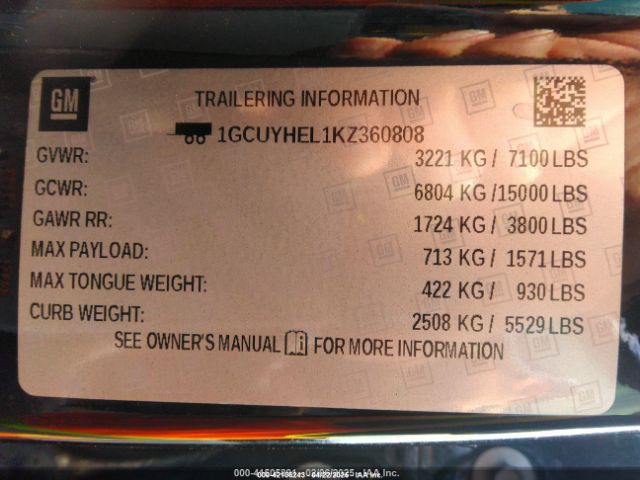 GM
TRAILERING INFORMATION
1GCUYHEL1KZ360808
GVWR: 3221 KG / 7100 LBS
GCWR: 6804 KG /15000 LBS
GAWR RR: 1724 KG / 3800 LBS
MAX PAYLOAD: 713 KG / 1571 LBS
MAX TONGUE WEIGHT: 422 KG / 930 LBS
CURB WEIGHT: 2508 KG / 5529 LBS
SEE OWNER'S MANUAL FOR MORE INFORMATION
IAA Inc.